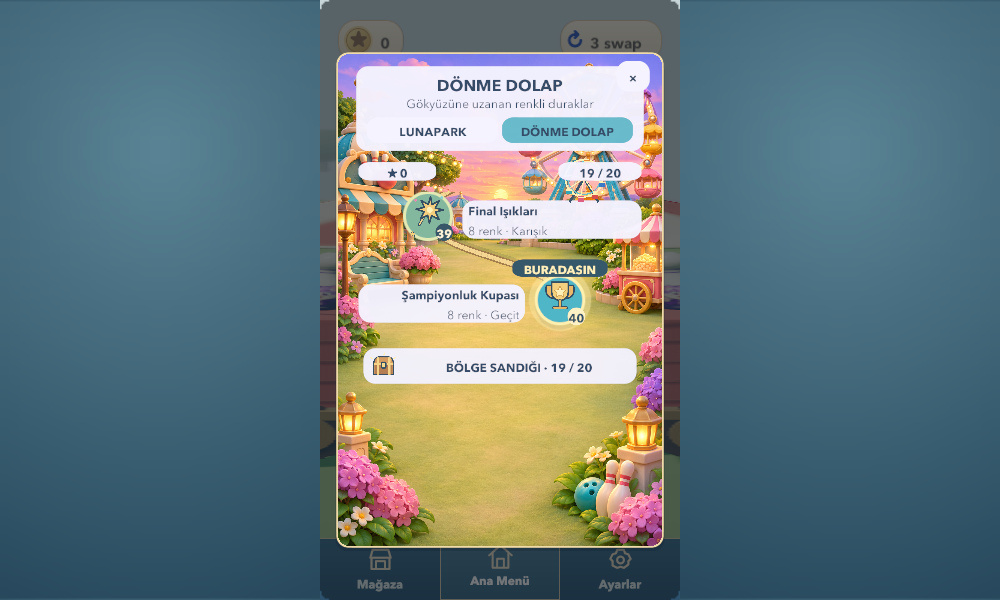 0
3 swap
DÖNME DOLAP
×
Gökyüzüne uzanan renkli duraklar
LUNAPARK
DÖNME DOLAP
★ 0
19 / 20
Final Işıkları
8 renk · Karışık
39
BURADASIN
Şampiyonluk Kupası
8 renk · Geçit
40
BÖLGE SANDIĞI · 19 / 20
Mağaza
Ana Menü
Ayarlar